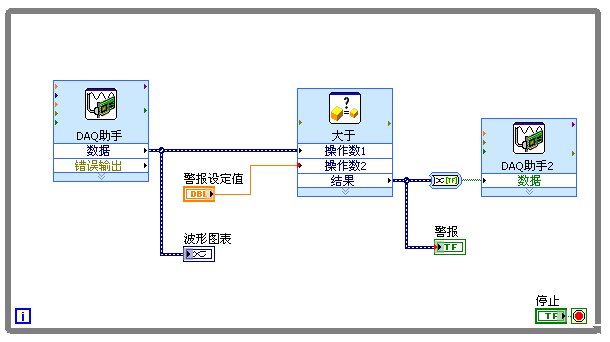 DAQ助手
数据
错误输出
警报设定值
DBL
波形图表
?
大于
操作数1
操作数2
结果
[TF]
警报
TF
DAQ助手2
数据
停止
TF
i